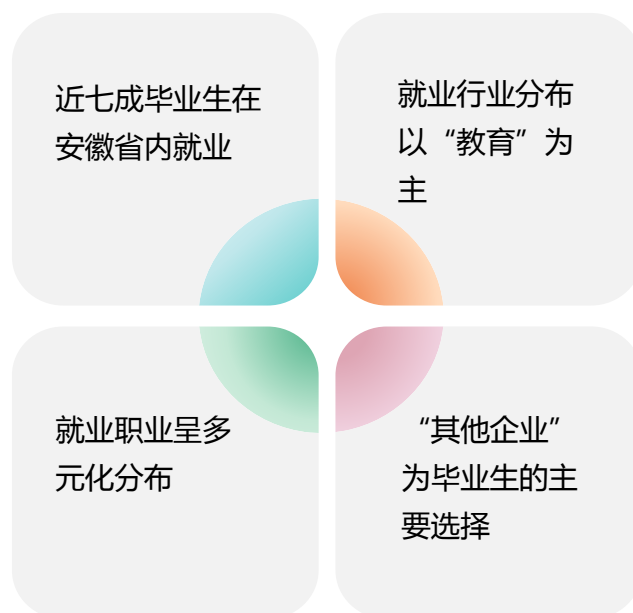 近七成毕业生在
安徽省内就业
就业行业分布
以“教育”为
主
就业职业呈多
元化分布
“其他企业”
为毕业生的主
要选择